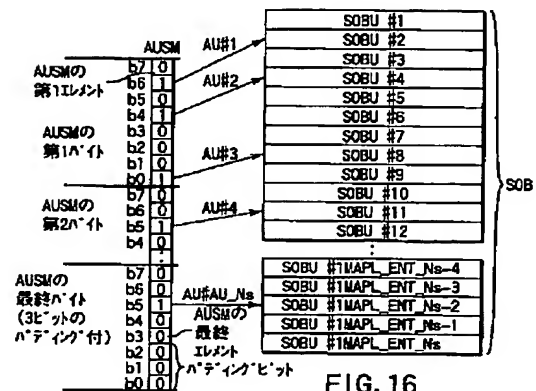 AUSM
AUSMの
第1エレメント
AUSMの
第1バイト
AUSMの
第2バイト
AUSMの
最終バイト
(3ビットの
パディング付)
b7 0
b6 1
b5 0
b4 1
b3 0
b2 0
b1 0
b0 1
b7 0
b6 0
b5 1
b4 0
b7 0
b6 0
b5 1
b4 0
b3 0
b2 0
b1 0
b0 0
AU#1
AU#2
AU#3
AU#4
AU#AU_Ns
AUSMの
最終
エレメント
パディングビット
SOBU #1
SOBU #2
SOBU #3
SOBU #4
SOBU #5
SOBU #6
SOBU #7
SOBU #8
SOBU #9
SOBU #10
SOBU #11
SOBU #12
SOBU #1MAPL_ENT_Ns-4
SOBU #1MAPL_ENT_Ns-3
SOBU #1MAPL_ENT_Ns-2
SOBU #1MAPL_ENT_Ns-1
SOBU #1MAPL_ENT_Ns
SOB
FIG. 16